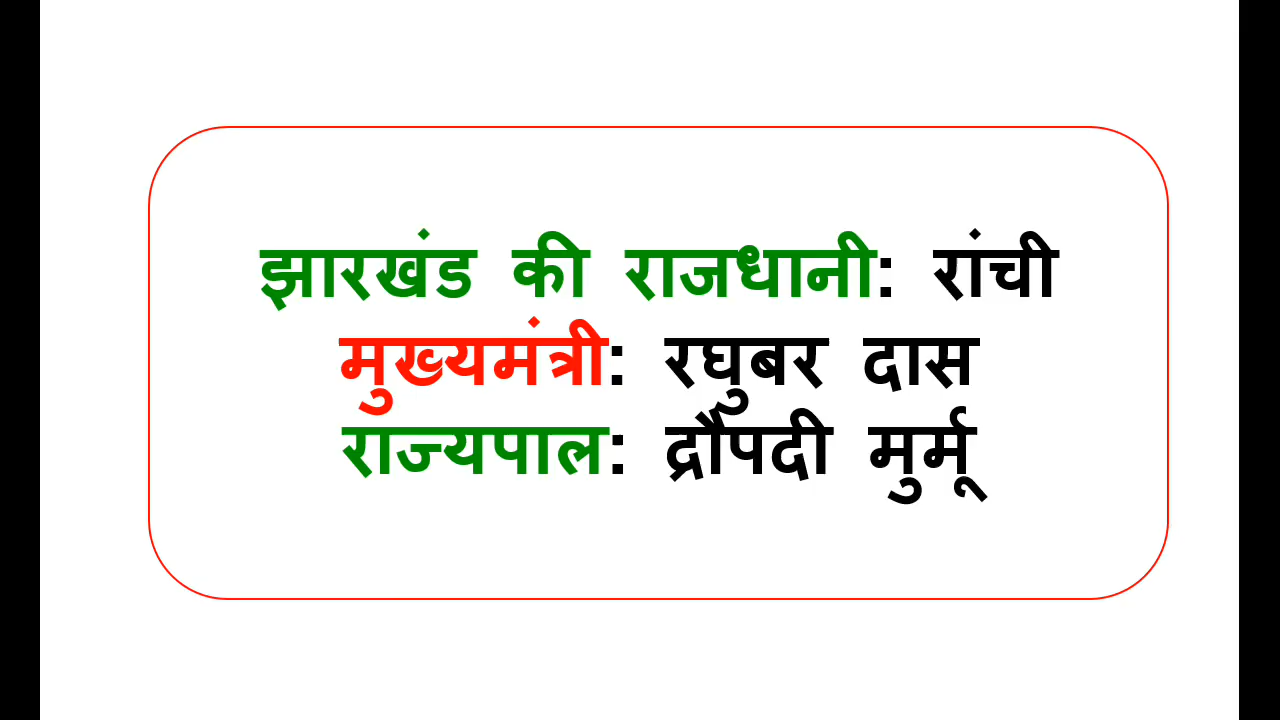 झारखंड की राजधानी: रांची
मुख्यमंत्री: रघुबर दास
राज्यपाल: द्रौपदी मुर्मू